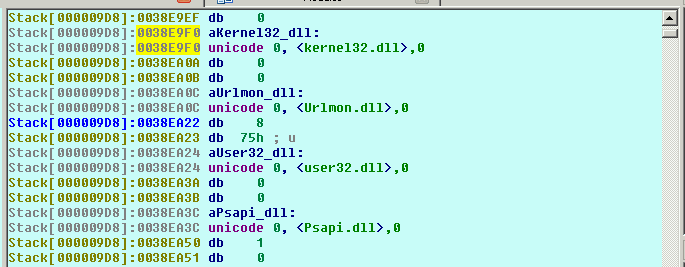 Stack[000009D8]:0038E9EF db 0
Stack[000009D8]:0038E9F0 aKernel32_dll:
Stack[000009D8]:0038E9F0 unicode 0, <kernel32.dll>,0
Stack[000009D8]:0038EA0A db 0
Stack[000009D8]:0038EA0B db 0
Stack[000009D8]:0038EA0C aUrlmon_dll:
Stack[000009D8]:0038EA0C unicode 0, <Urlmon.dll>,0
Stack[000009D8]:0038EA22 db 8
Stack[000009D8]:0038EA23 db 75h ; u
Stack[000009D8]:0038EA24 aUser32_dll:
Stack[000009D8]:0038EA24 unicode 0, <user32.dll>,0
Stack[000009D8]:0038EA3A db 0
Stack[000009D8]:0038EA3B db 0
Stack[000009D8]:0038EA3C aPsapi_dll:
Stack[000009D8]:0038EA3C unicode 0, <Psapi.dll>,0
Stack[000009D8]:0038EA50 db 1
Stack[000009D8]:0038EA51 db 0